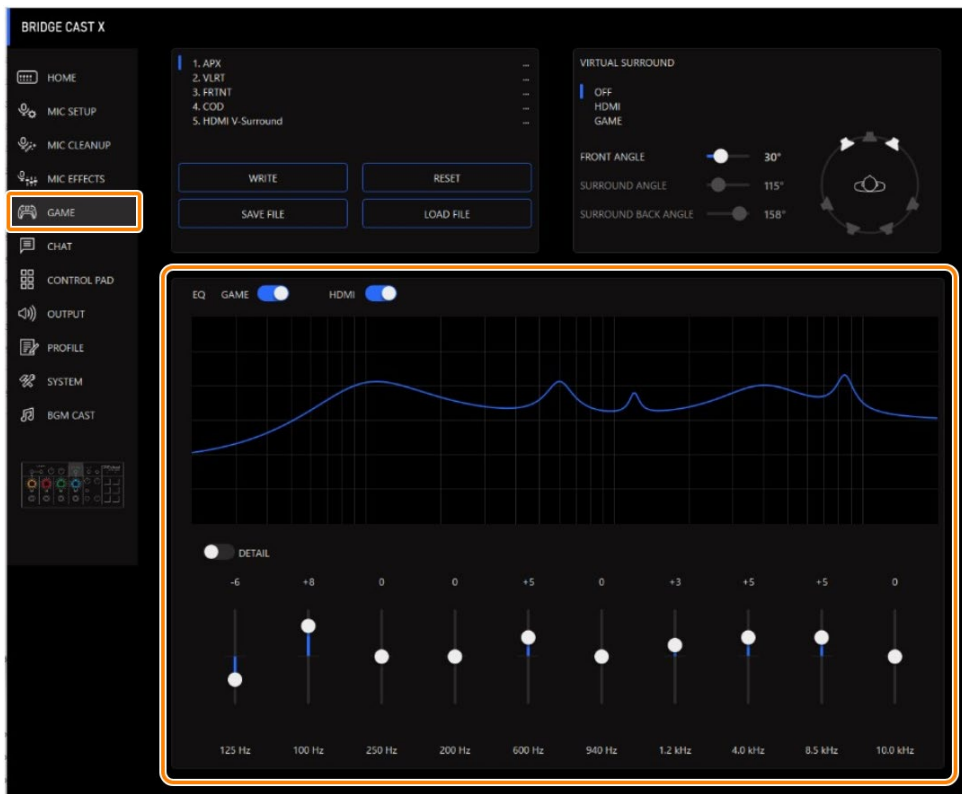 BRIDGE CAST X
HOME
MIC SETUP
MIC CLEANUP
MIC EFFECTS
GAME
CHAT
CONTROL PAD
OUTPUT
PROFILE
SYSTEM
BGM CAST
1. APX ...
2. VLRT ...
3. FRTNT ...
4. COD ...
5. HDMI V-Surround ...
WRITE RESET
SAVE FILE LOAD FILE
VIRTUAL SURROUND
OFF
HDMI
GAME
FRONT ANGLE 30°
SURROUND ANGLE 115°
SURROUND BACK ANGLE 158°
EQ GAME HDMI
DETAIL
-6 +8 0 0 +5 0 +3 +5 +5 0
125 Hz 100 Hz 250 Hz 200 Hz 600 Hz 940 Hz 1.2 kHz 4.0 kHz 8.5 kHz 10.0 kHz